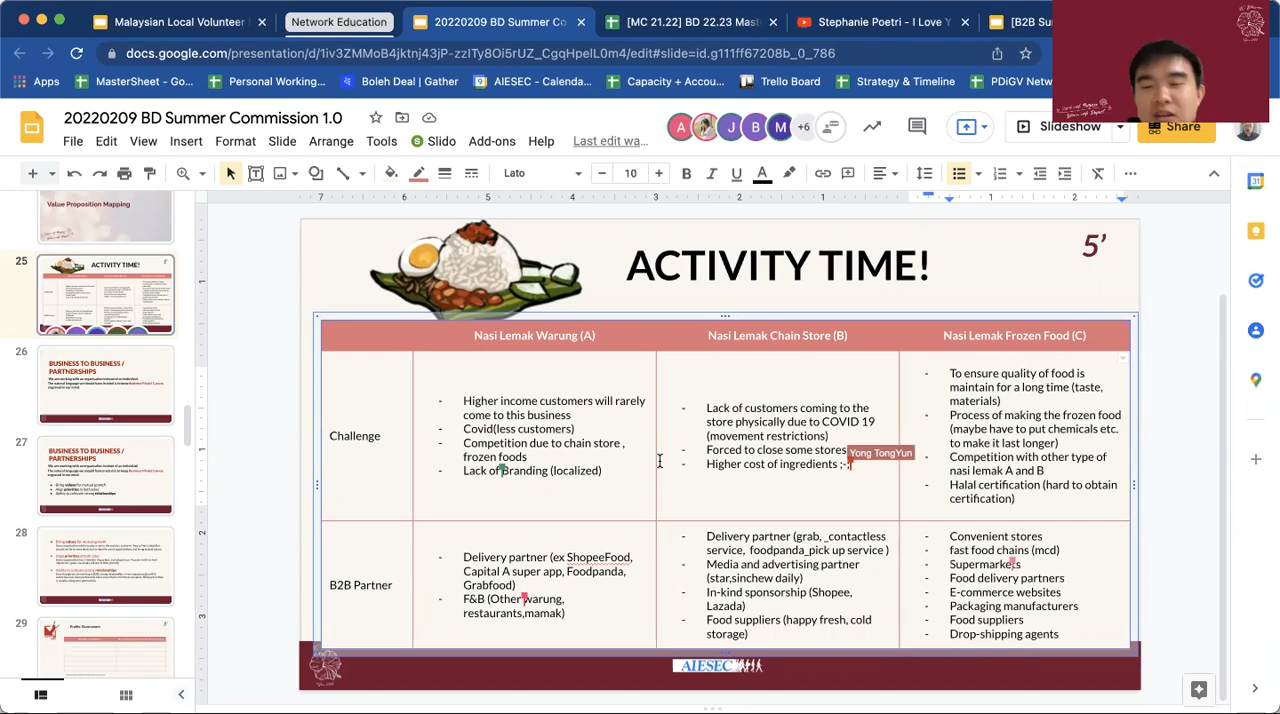 Malaysian Local Volunteer
Network Education
20220209 BD Summer Co
[MC 21.22] BD 22.23 Mast
Stephanie Poetri - I Love Y
[B2B Su
Apps
MasterSheet - Go...
Personal Working...
Boleh Deal | Gather
AIESEC - Calenda...
Capacity + Accou...
Trello Board
Strategy & Timeline
PDiGV Netw
20220209 BD Summer Commission 1.0
File Edit View Insert Format Slide Arrange Tools Slido Add-ons Help Last edit wa...
A J B M +6
Slideshow
Share
Lato
10
7 6 5 4 3 2 1 1 2
Value Proposition Mapping
25
ACTIVITY TIME!
26
BUSINESS TO BUSINESS /
PARTNERSHIPS
27
BUSINESS TO BUSINESS /
PARTNERSHIPS
28
29
ACTIVITY TIME!
5’
Nasi Lemak Warung (A)
Nasi Lemak Chain Store (B)
Nasi Lemak Frozen Food (C)
Challenge
- Higher income customers will rarely
come to this business
- Covid(less customers)
- Competition due to chain store ,
frozen foods
- Lack of Branding (localized)
- Lack of customers coming to the
store physically due to COVID 19
(movement restrictions)
- Forced to close some stores
- Higher cost of ingredients ;-;
Yong TongYun
- To ensure quality of food is
maintain for a long time (taste,
materials)
- Process of making the frozen food
(maybe have to put chemicals etc.
to make it last longer)
- Competition with other type of
nasi lemak A and B
- Halal certification (hard to obtain
certification)
B2B Partner
- Delivery partner ex ShopeeFood,
Capital A super app, Foodpanda,
Grabfood)
- F&B (Other warung,
restaurants,mamak)
- Delivery partner (grab , contactless
service, foodpanda pick up service )
- Media and advertising partner
(star,sinchew daily)
- In-kind sponsorship (Shopee,
Lazada)
- Food suppliers (happy fresh, cold
storage)
- Convenient stores
- Fast food chains (mcd)
- supermarkets
- Food delivery partners
- E-commerce websites
- Packaging manufacturers
- Food suppliers
- Drop-shipping agents
AIESEC